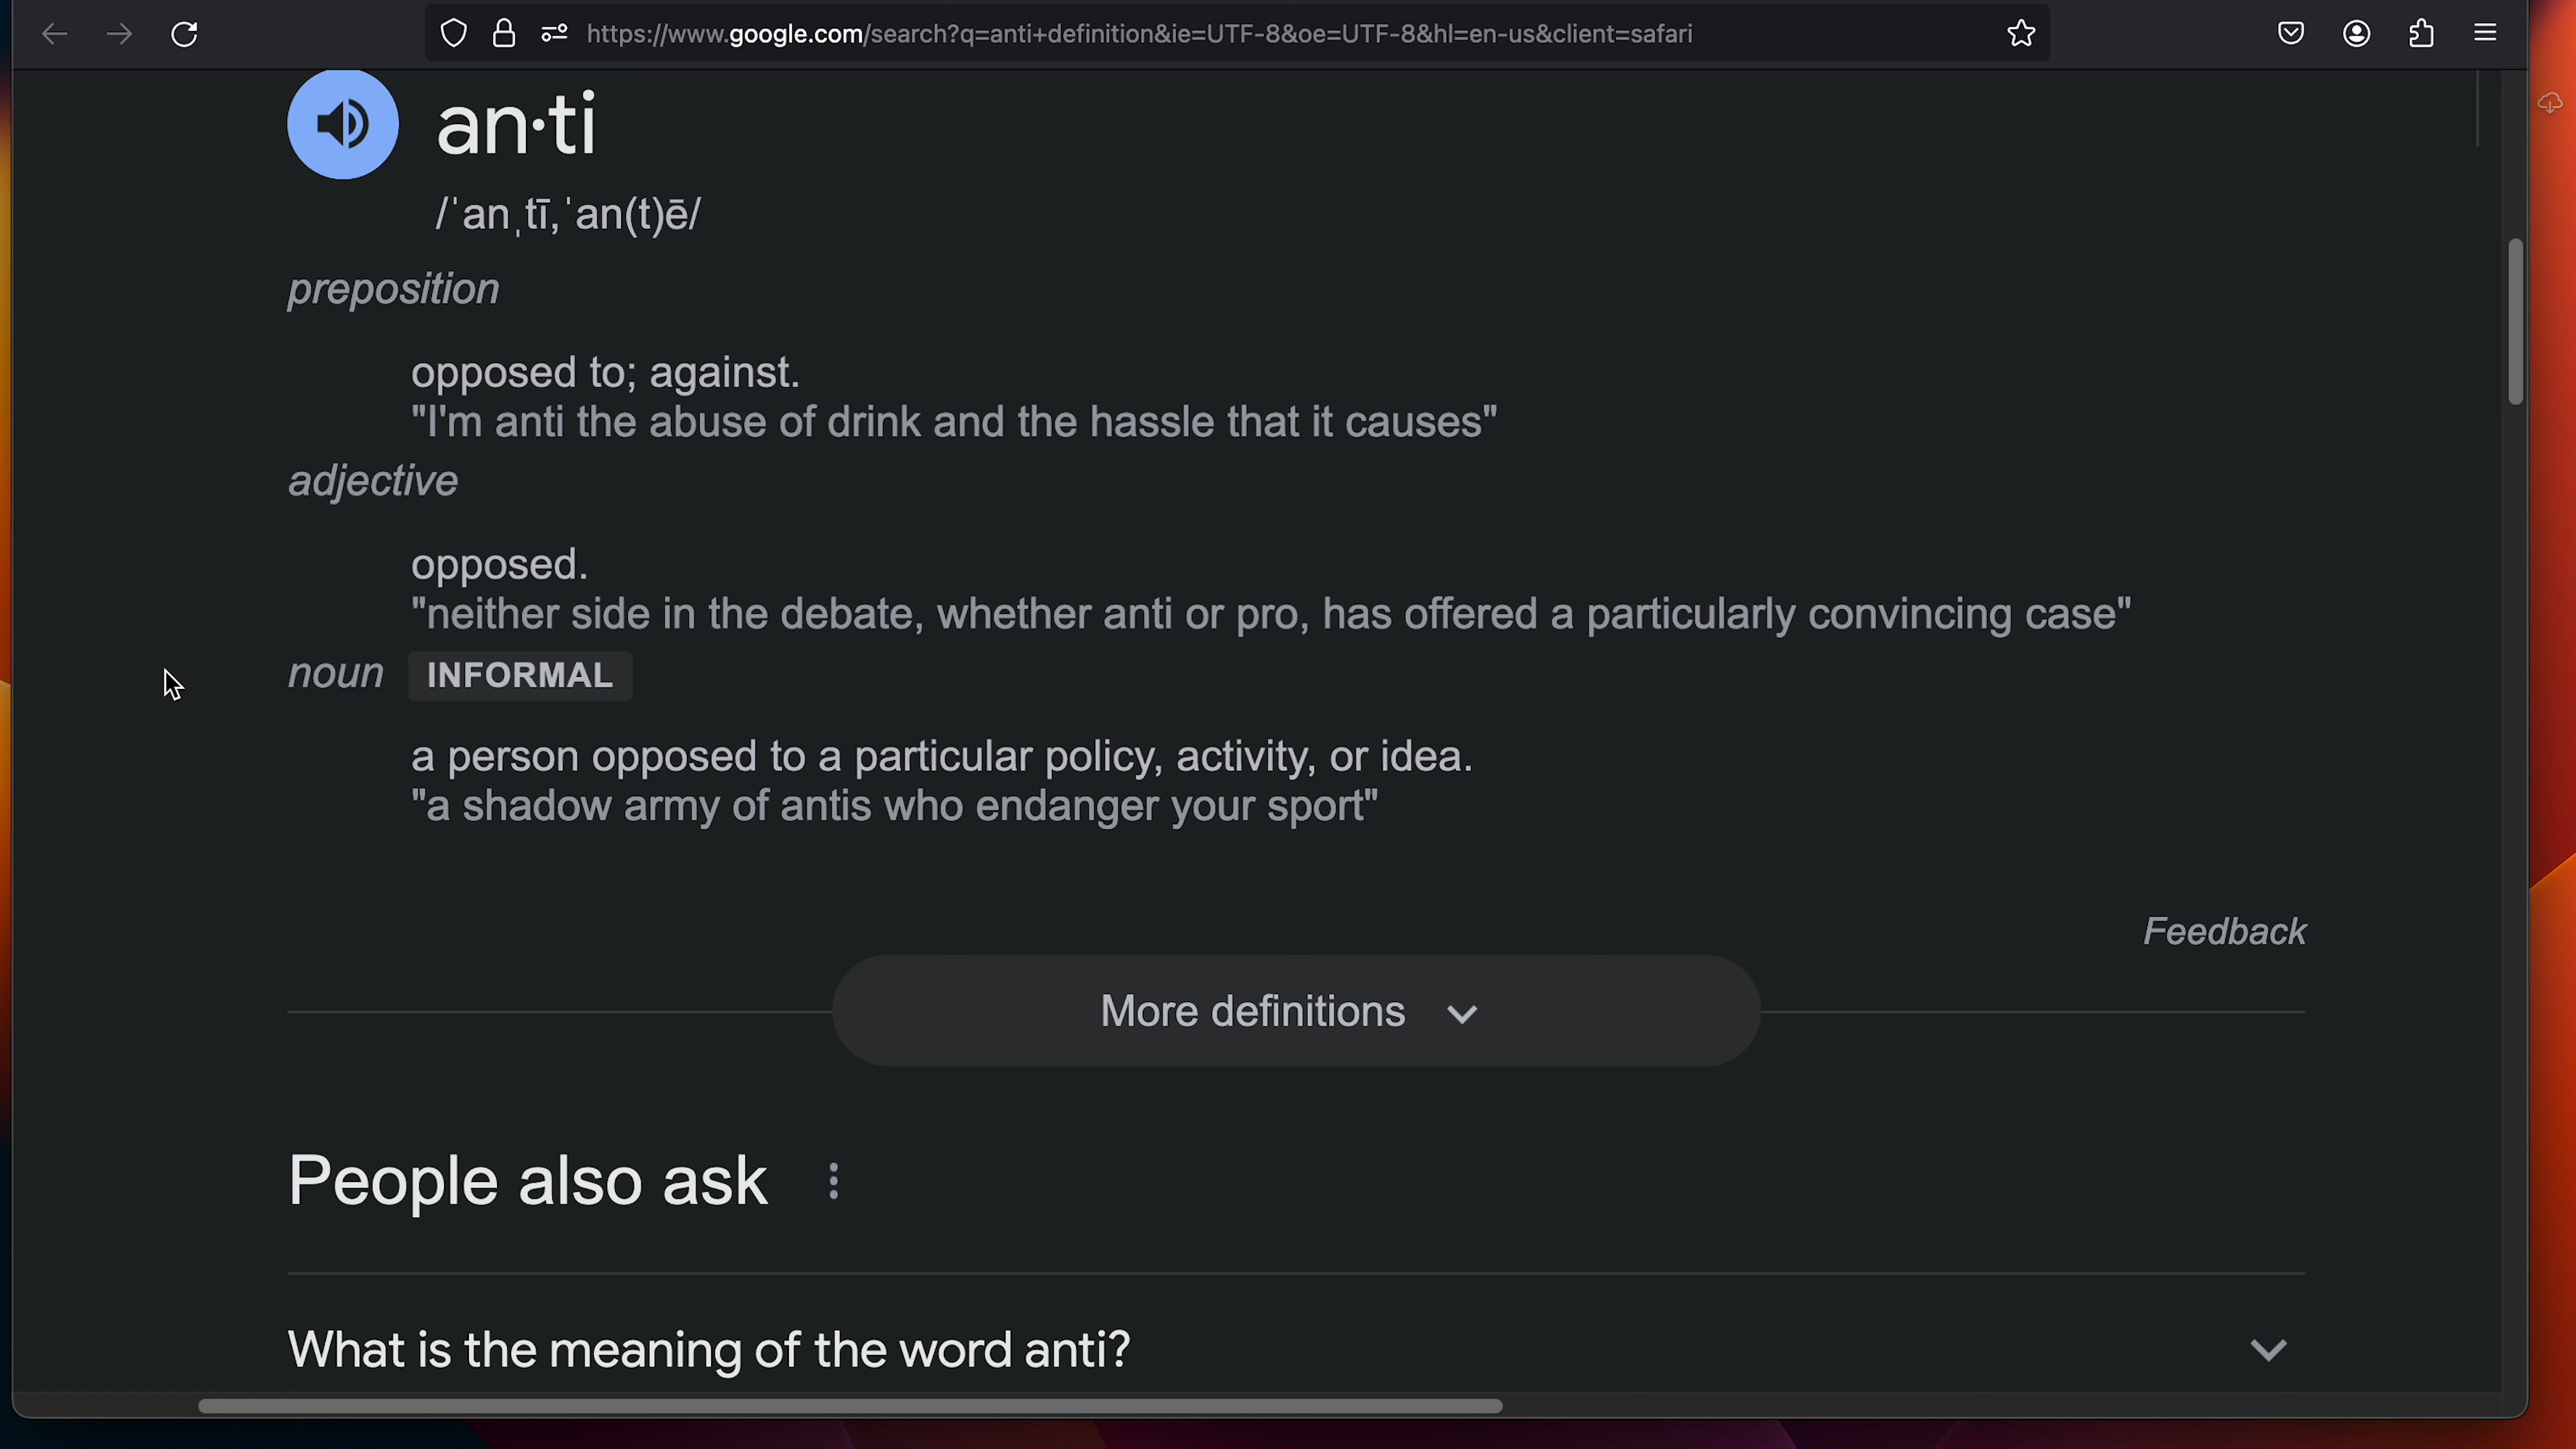 https://www.google.com/search?q=anti+definition&ie=UTF-8&oe=UTF-8&hl=en-us&client=safari
an·ti
/ˈanˌtī,ˈan(t)ē/
preposition
opposed to; against.
"I'm anti the abuse of drink and the hassle that it causes"
adjective
opposed.
"neither side in the debate, whether anti or pro, has offered a particularly convincing case"
noun INFORMAL
a person opposed to a particular policy, activity, or idea.
"a shadow army of antis who endanger your sport"
Feedback
More definitions
People also ask
What is the meaning of the word anti?